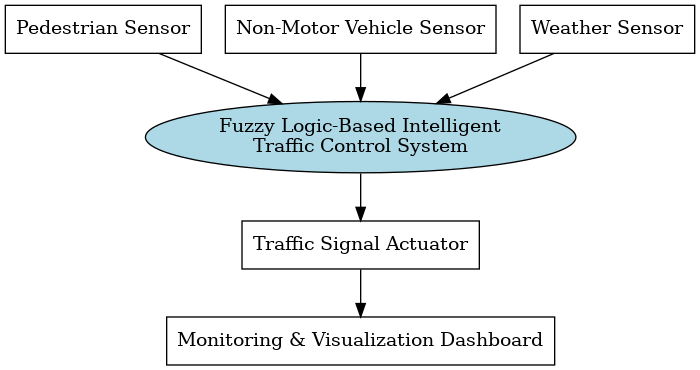 Pedestrian Sensor
Non-Motor Vehicle Sensor
Weather Sensor
Fuzzy Logic-Based Intelligent
Traffic Control System
Traffic Signal Actuator
Monitoring & Visualization Dashboard